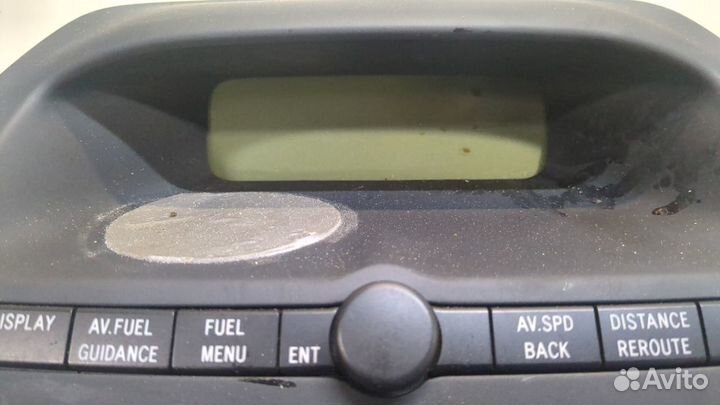 ISPLAY
AV.FUEL
GUIDANCE
FUEL
MENU
ENT
AV.SPD
BACK
DISTANCE
REROUTE
Avito